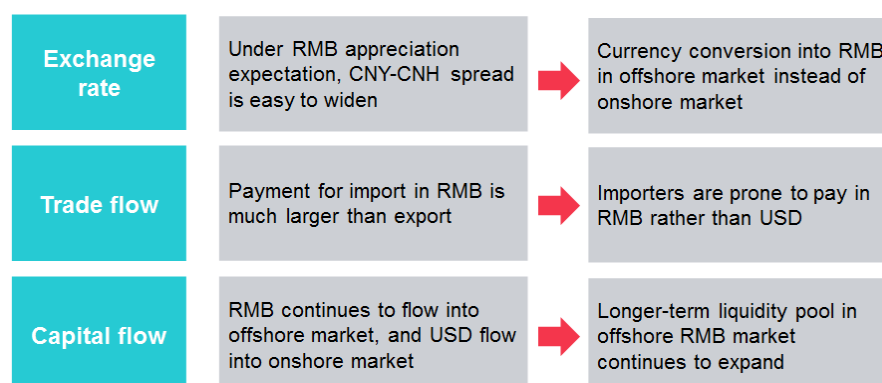 Exchange
rate
Under RMB appreciation
expectation, CNY-CNH spread
is easy to widen
Currency conversion into RMB
in offshore market instead of
onshore market
Trade flow
Payment for import in RMB is
much larger than export
Importers are prone to pay in
RMB rather than USD
Capital flow
RMB continues to flow into
offshore market, and USD flow
into onshore market
Longer-term liquidity pool in
offshore RMB market
continues to expand